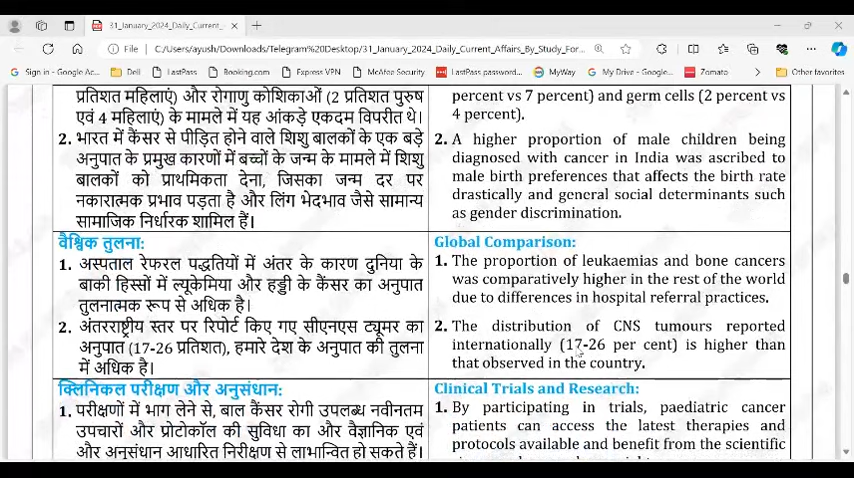 31_January_2024_Daily_Current_
File
C:/Users/ayush/Downloads/Telegram%20Desktop/31_January_2024_Daily_Current_Affairs_By_Study_For...
Sign in - Google Ac...
Dell
LastPass
Booking.com
Express VPN
McAfee Security
LastPass password...
MyWay
My Drive - Google...
Zomato
Other favorites
प्रतिशत महिलाएं) और रोगाणु कोशिकाओं (2 प्रतिशत पुरुष
एवं 4 महिलाएं) के मामले में यह आंकड़े एकदम विपरीत थे।
2. भारत में कैंसर से पीड़ित होने वाले शिशु बालकों के एक बड़े
अनुपात के प्रमुख कारणों में बच्चों के जन्म के मामले में शिशु
बालकों को प्राथमिकता देना, जिसका जन्म दर पर
नकारात्मक प्रभाव पड़ता है और लिंग भेदभाव जैसे सामान्य
सामाजिक निर्धारक शामिल हैं।
percent vs 7 percent) and germ cells (2 percent vs
4 percent).
2. A higher proportion of male children being
diagnosed with cancer in India was ascribed to
male birth preferences that affects the birth rate
drastically and general social determinants such
as gender discrimination.
वैश्विक तुलना:
1. अस्पताल रेफरल पद्धतियों में अंतर के कारण दुनिया के
बाकी हिस्सों में ल्यूकेमिया और हड्डी के कैंसर का अनुपात
तुलनात्मक रूप से अधिक है।
2. अंतरराष्ट्रीय स्तर पर रिपोर्ट किए गए सीएनएस ट्यूमर का
अनुपात (17-26 प्रतिशत), हमारे देश के अनुपात की तुलना
में अधिक है।
Global Comparison:
1. The proportion of leukaemias and bone cancers
was comparatively higher in the rest of the world
due to differences in hospital referral practices.
2. The distribution of CNS tumours reported
internationally (17-26 per cent) is higher than
that observed in the country.
क्लिनिकल परीक्षण और अनुसंधान:
1. परीक्षणों में भाग लेने से, बाल कैंसर रोगी उपलब्ध नवीनतम
उपचारों और प्रोटोकॉल की सुविधा का और वैज्ञानिक एवं
और अनुसंधान आधारित निरीक्षण से लाभान्वित हो सकते हैं।
Clinical Trials and Research:
1. By participating in trials, paediatric cancer
patients can access the latest therapies and
protocols available and benefit from the scientific